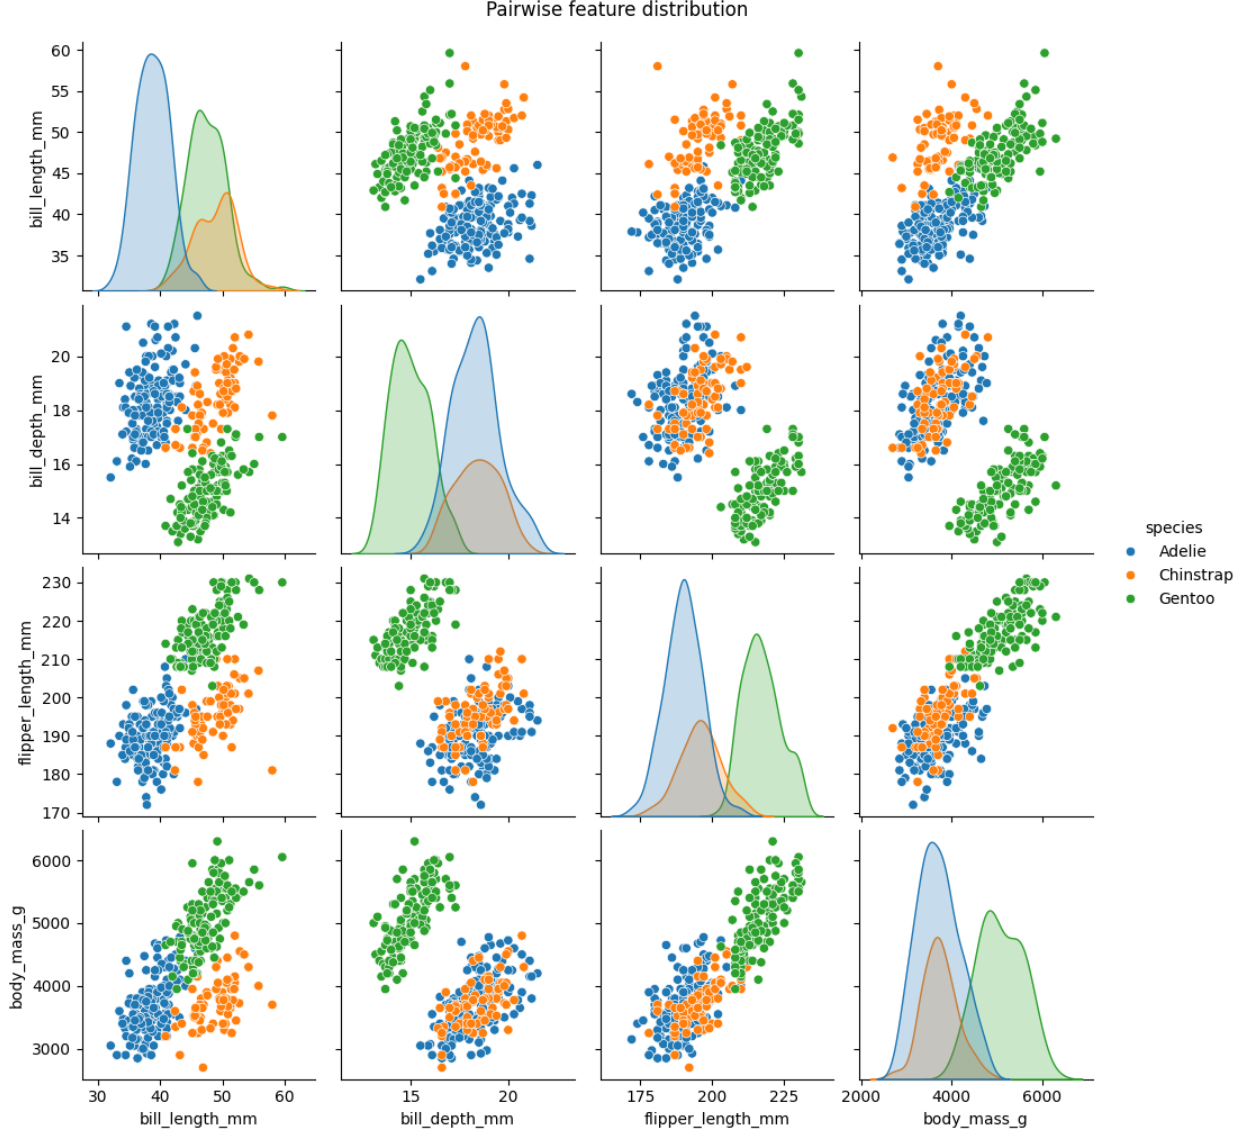 Pairwise feature distribution
bill_length_mm
60
55
50
45
40
35
bill_depth_mm
20
18
16
14
flipper_length_mm
230
220
210
200
190
180
170
body_mass_g
6000
5000
4000
3000
30 40 50 60
bill_length_mm
15 20
bill_depth_mm
175 200 225
flipper_length_mm
2000 4000 6000
body_mass_g
species
Adelie
Chinstrap
Gentoo